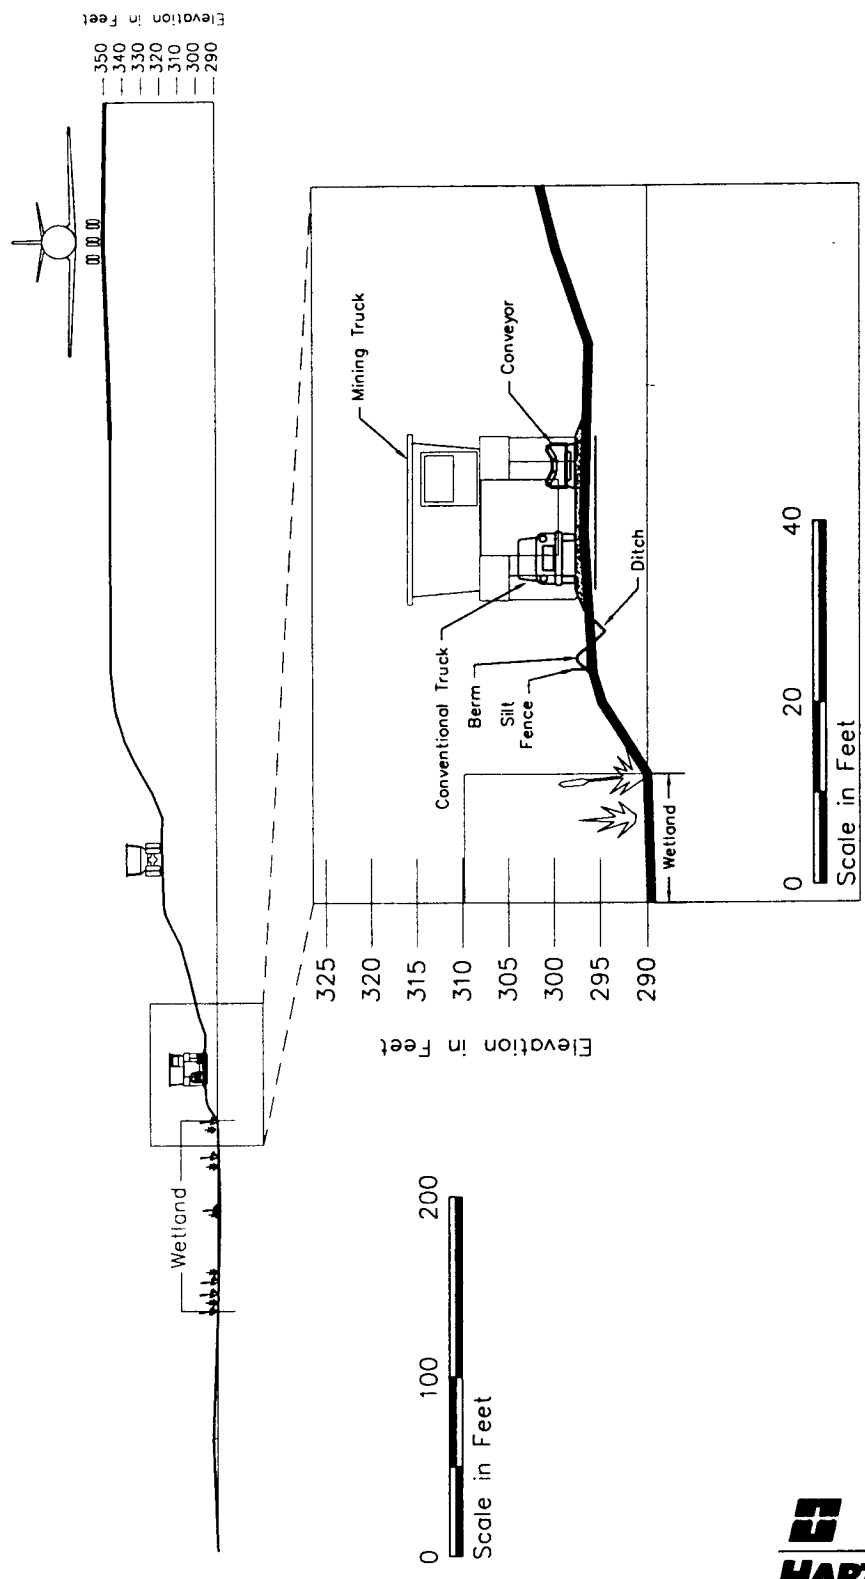 Elevation in Feet
350
340
330
320
310
300
290
Wetland
0 100 200
Scale in Feet
Elevation in Feet
325
320
315
310
305
300
295
290
Mining Truck
Conveyor
Conventional Truck
Berm
Silt
Fence
Ditch
Wetland
0 20 40
Scale in Feet